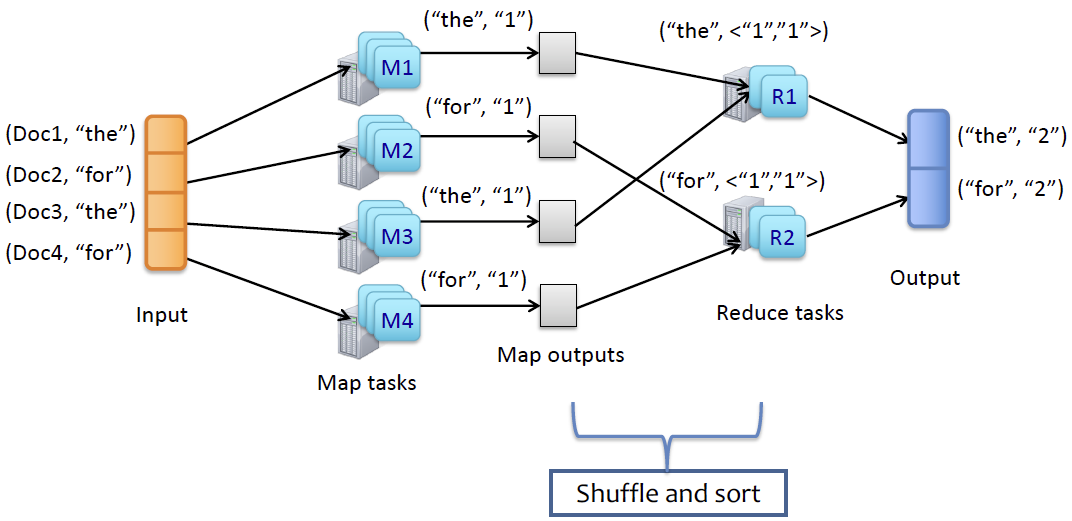 (“the”, “1”)
(“the”, <“1”,”1”>)
M1
R1
(“for”, “1”)
(Doc1, “the”)
(Doc2, “for”)
(Doc3, “the”)
(Doc4, “for”)
M2
(“the”, “1”)
(“for”, <“1”,”1”>)
(“the”, “2”)
(“for”, “2”)
M3
R2
(“for”, “1”)
Output
Input
M4
Reduce tasks
Map outputs
Map tasks
Shuffle and sort